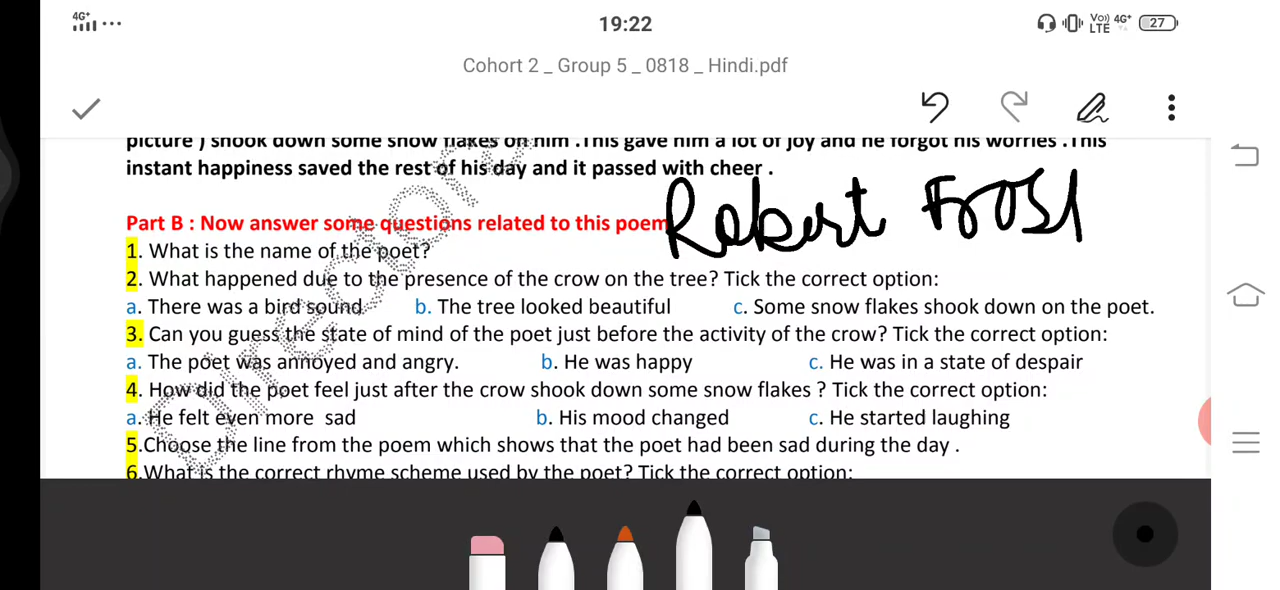 4G+ ... 19:22 Vo) LTE 4G+ 27
Cohort 2 _ Group 5 _ 0818 _ Hindi.pdf
picture ) shook down some snow flakes on him .This gave him a lot of joy and he forgot his worries .This
instant happiness saved the rest of his day and it passed with cheer .
Robert Frost
Part B : Now answer some questions related to this poem
1. What is the name of the poet?
2. What happened due to the presence of the crow on the tree? Tick the correct option:
a. There was a bird sound. b. The tree looked beautiful c. Some snow flakes shook down on the poet.
3. Can you guess the state of mind of the poet just before the activity of the crow? Tick the correct option:
a. The poet was annoyed and angry. b. He was happy c. He was in a state of despair
4. How did the poet feel just after the crow shook down some snow flakes ? Tick the correct option:
a. He felt even more sad b. His mood changed c. He started laughing
5.Choose the line from the poem which shows that the poet had been sad during the day .
6.What is the correct rhyme scheme used by the poet? Tick the correct option: